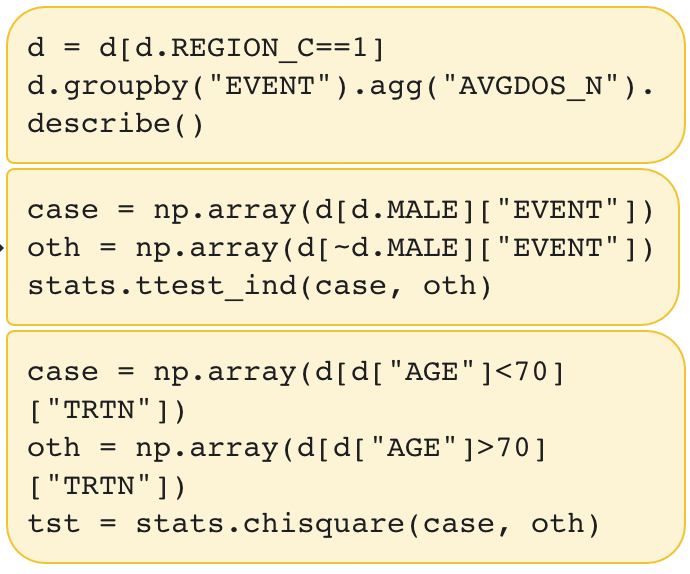 d = d[d.REGION_C==1]
d.groupby("EVENT").agg("AVGDOS_N").
describe()
case = np.array(d[d.MALE]["EVENT"])
oth = np.array(d[~d.MALE]["EVENT"])
stats.ttest_ind(case, oth)
case = np.array(d[d["AGE"]<70]
["TRTN"])
oth = np.array(d[d["AGE"]>70]
["TRTN"])
tst = stats.chisquare(case, oth)